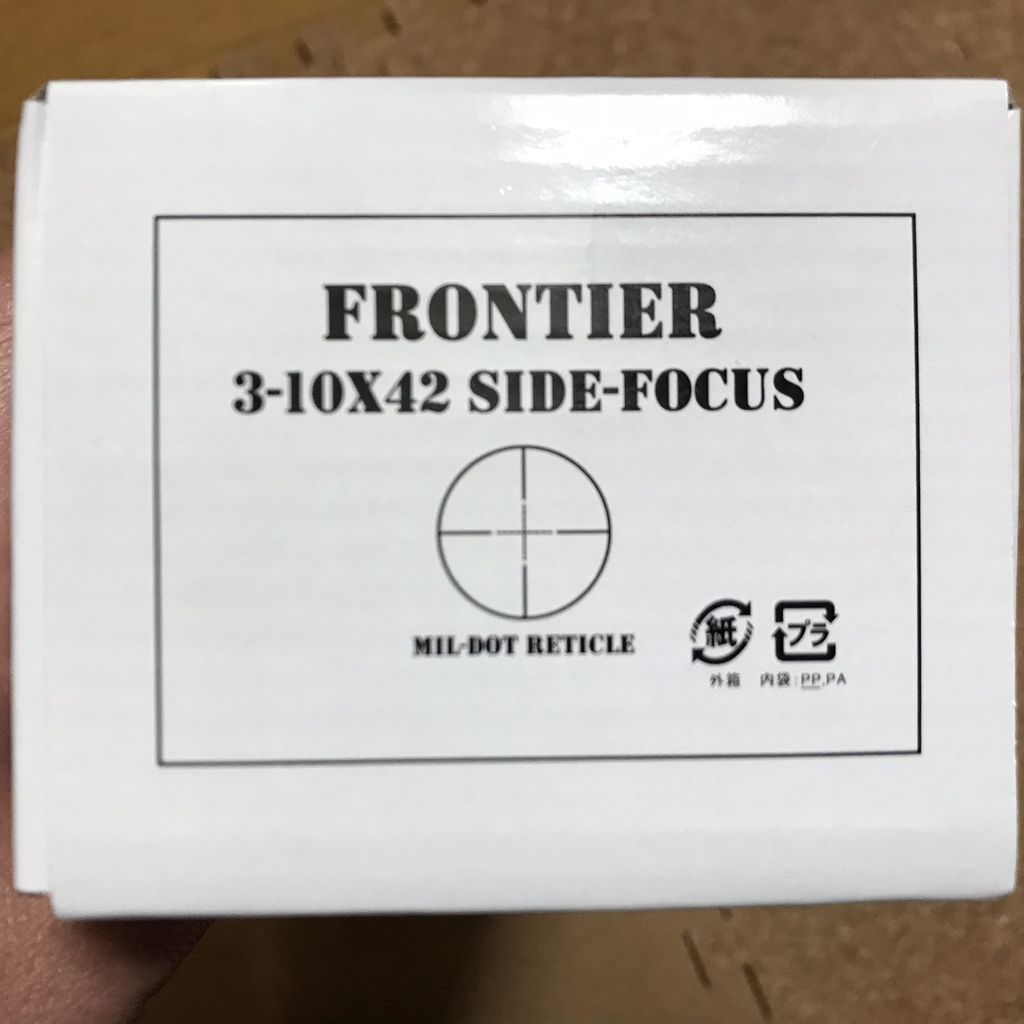 FRONTIER
3-10X42 SIDE-FOCUS
MIL-DOT RETICLE
紙 プラ
外箱 内袋:PP,PA